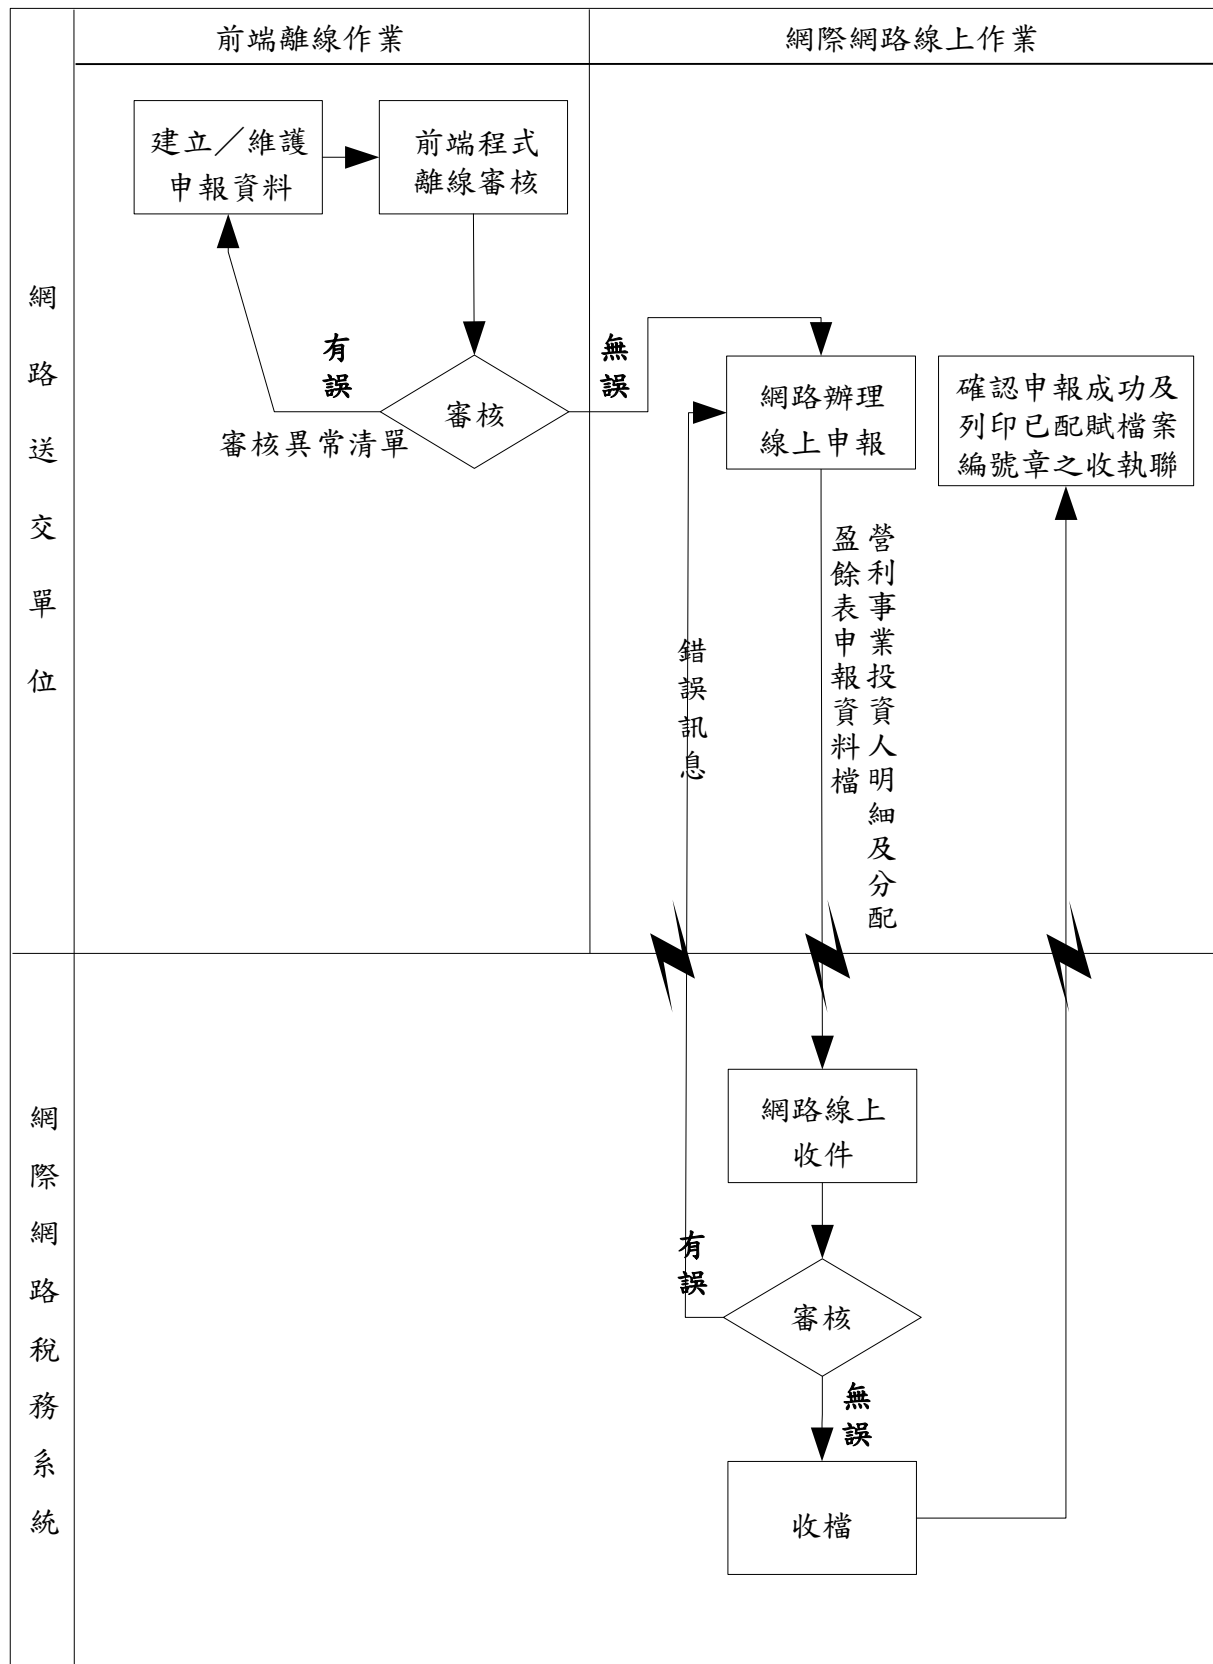 前端離線作業
網際網路線上作業
網路送交單位
建立／維護
申報資料
前端程式
離線審核
有誤
審核
審核異常清單
無誤
網路辦理
線上申報
確認申報成功及
列印已配賦檔案
編號章之收執聯
營利事業投資人明細及分配
盈餘表申報資料檔
錯誤訊息
網際網路稅務系統
網路線上
收件
有誤
審核
無誤
收檔